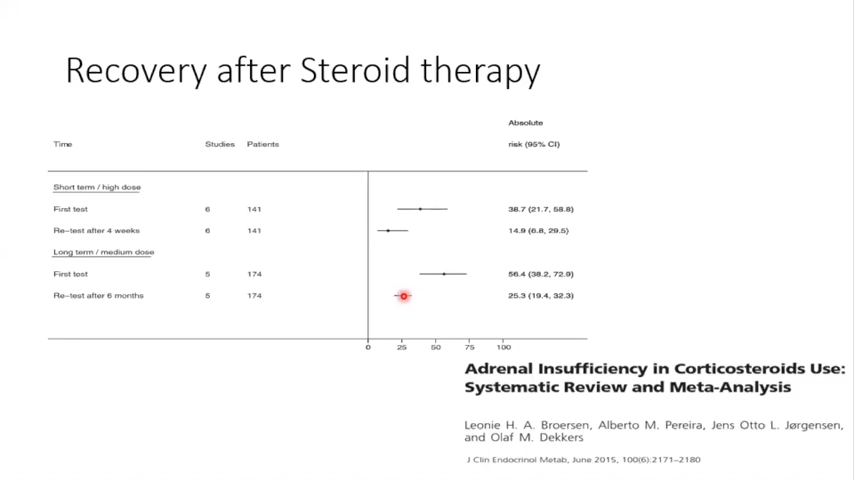 Recovery after Steroid therapy
Absolute
Time Studies Patients risk (95% CI)
Short term / high dose
First test 6 141 38.7 (21.7, 58.8)
Re-test after 4 weeks 6 141 14.9 (6.8, 29.5)
Long term / medium dose
First test 5 174 56.4 (38.2, 72.9)
Re-test after 6 months 5 174 25.3 (19.4, 32.3)
0 25 50 75 100
Adrenal Insufficiency in Corticosteroids Use:
Systematic Review and Meta-Analysis
Leonie H. A. Broersen, Alberto M. Pereira, Jens Otto L. Jørgensen,
and Olaf M. Dekkers
J Clin Endocrinol Metab, June 2015, 100(6):2171–2180